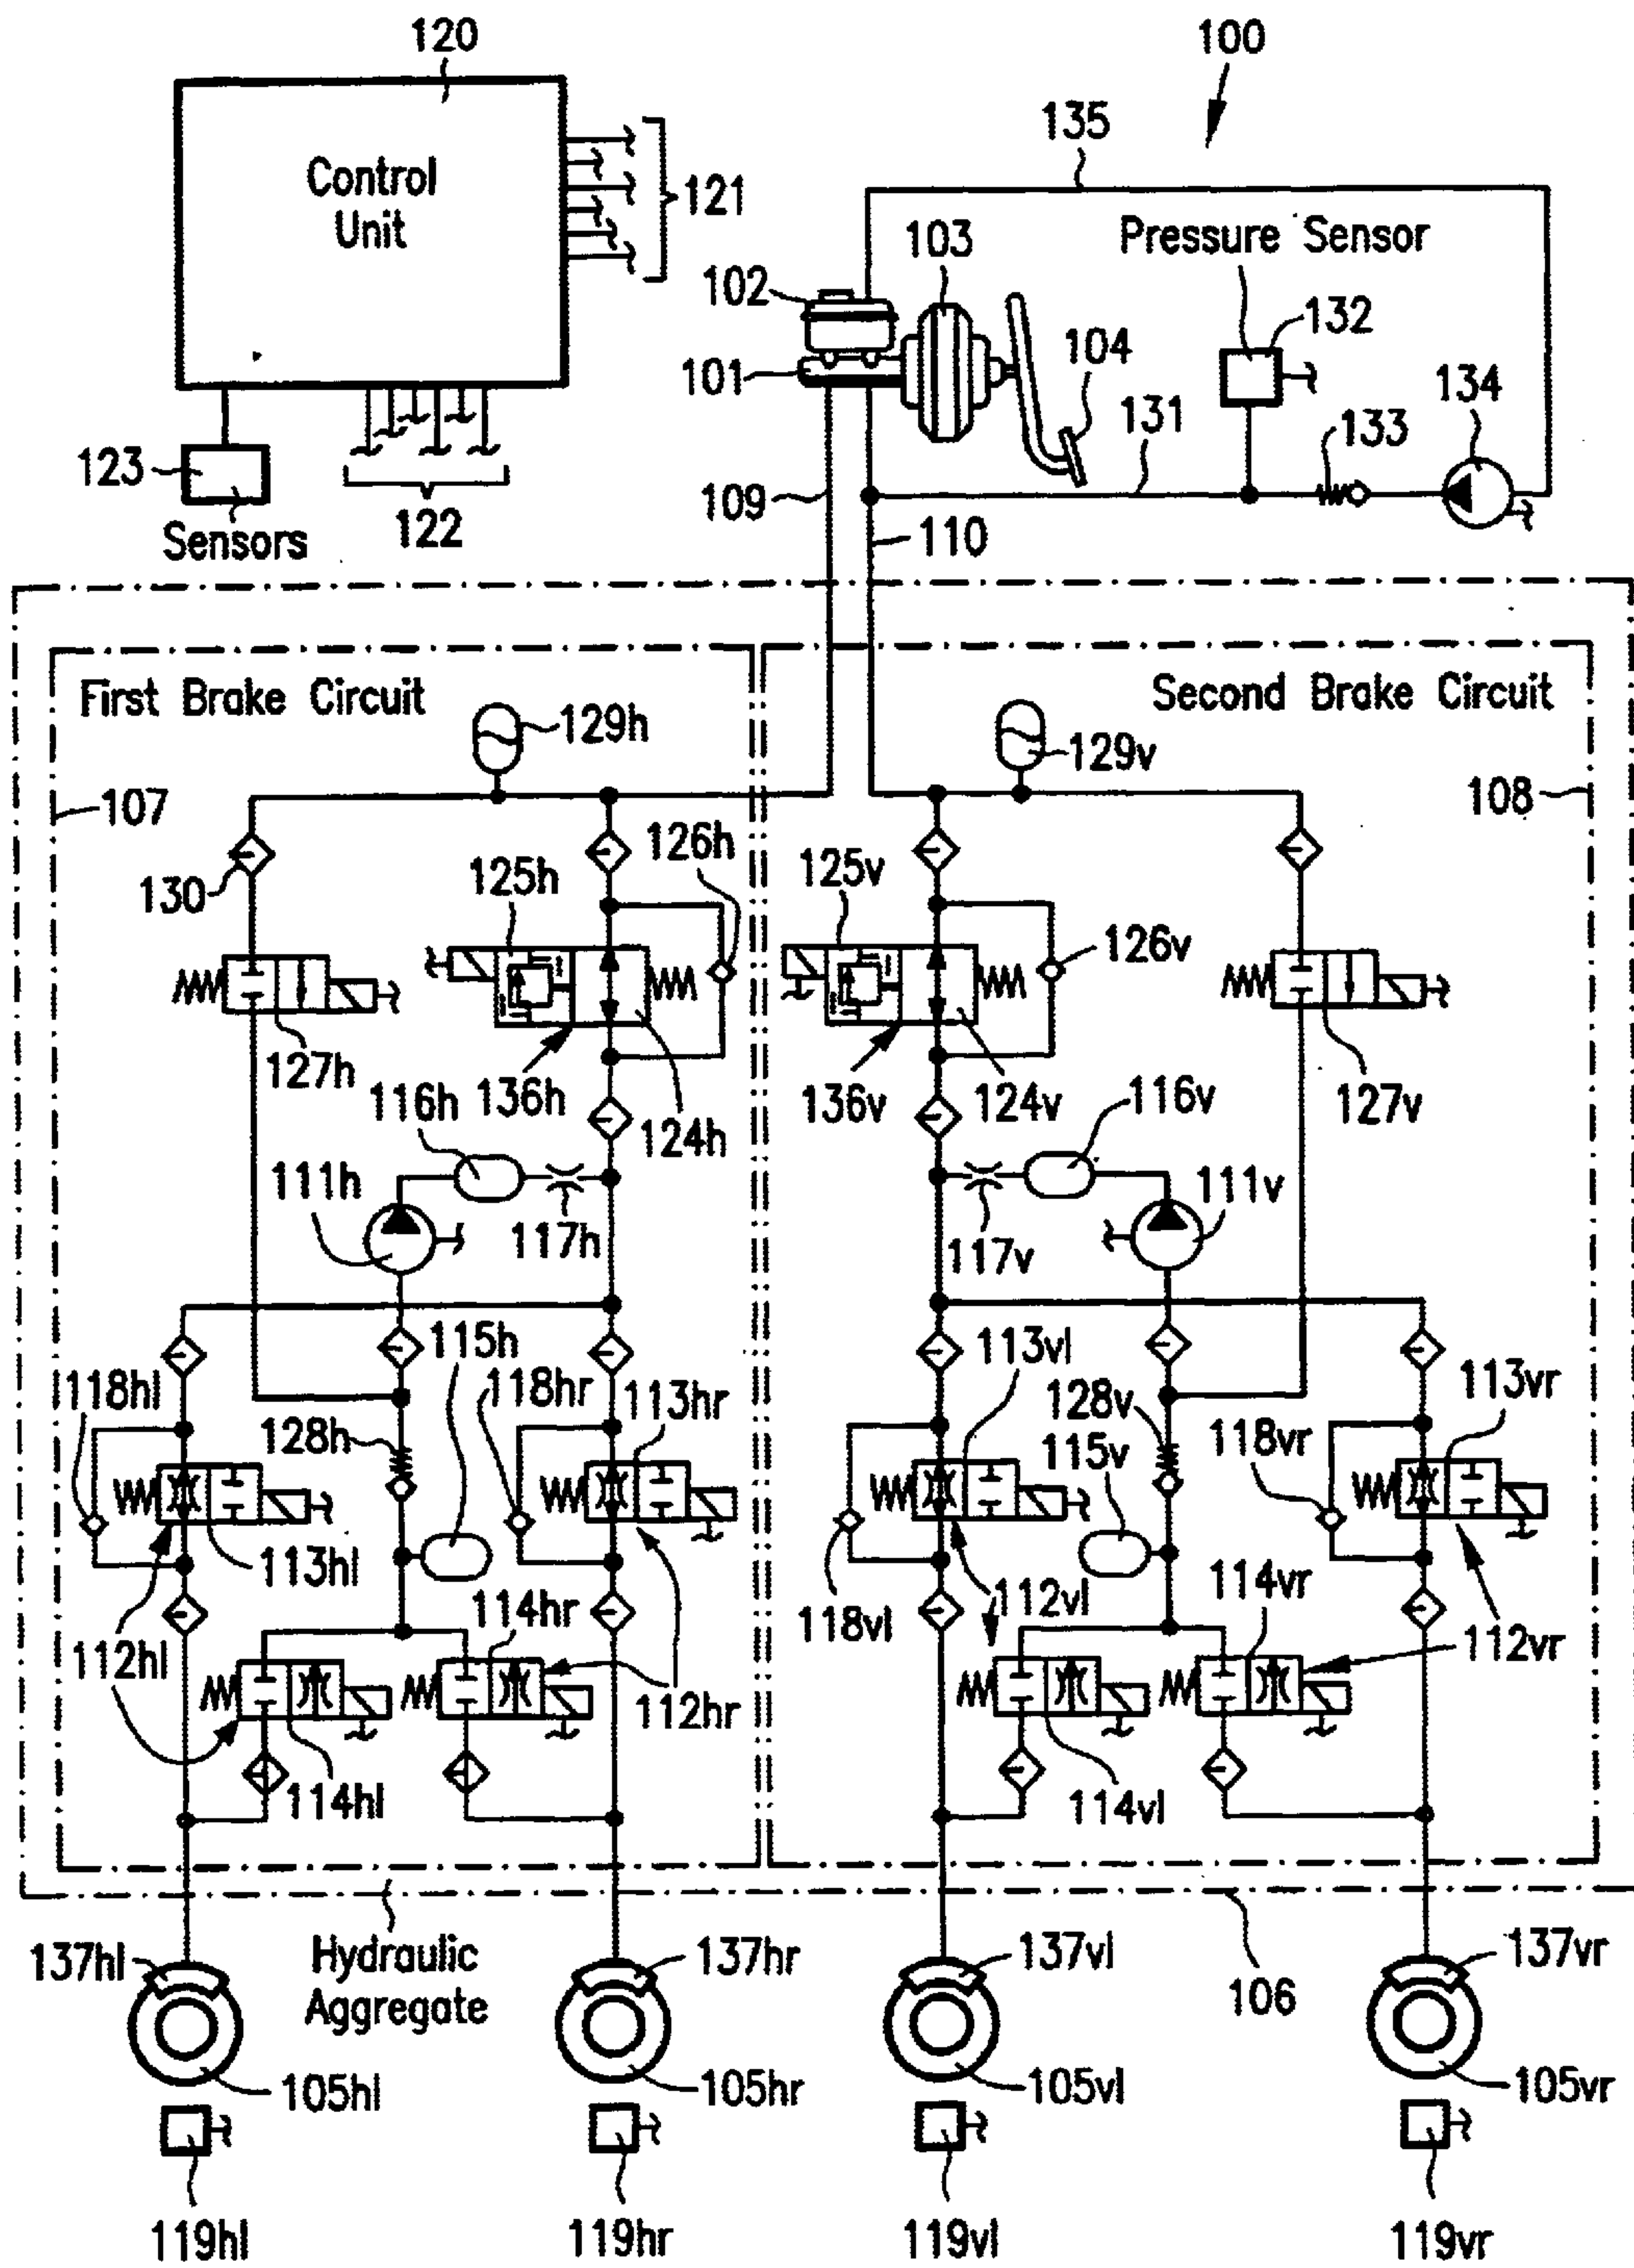 120
100
135
Control
Unit
121
103
Pressure Sensor
102
132
101
104
134
131
133
123
109
122
110
Sensors
First Brake Circuit
Second Brake Circuit
129h
129v
107
108
126h
130
125h
125v
126v
127h
116h
136h
124h
136v
124v
116v
127v
111h
111v
117h
117v
115h
113vl
118hl
118hr
113hr
128v
113vr
128h
115v
118vr
113hl
114hr
114vr
118vl
112vl
112hl
112hr
112vr
114hl
114vl
137hl
Hydraulic
Aggregate
137hr
137vl
137vr
106
105hl
105hr
105vl
105vr
119hl
119hr
119vl
119vr